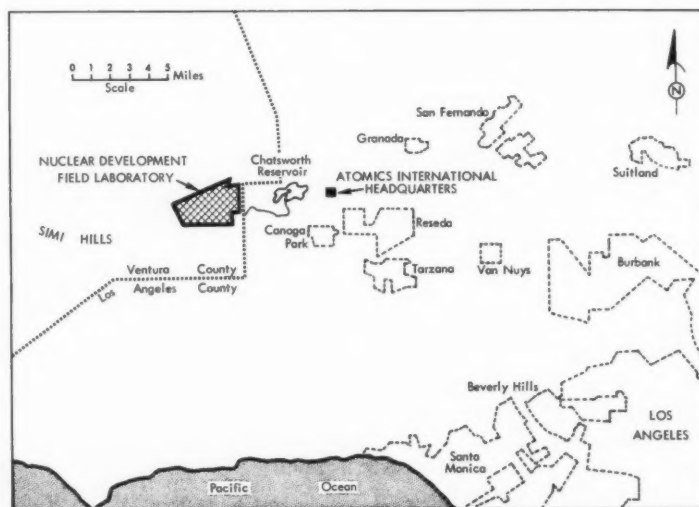 0 1 2 3 4 5
Miles
Scale
N
San Fernando
Granada
Suitland
NUCLEAR DEVELOPMENT
FIELD LABORATORY
Chatsworth
Reservoir
ATOMICS INTERNATIONAL
HEADQUARTERS
SIMI HILLS
Canoga
Park
Reseda
Ventura County
Los Angeles County
Tarzana
Van Nuys
Burbank
Beverly Hills
LOS
ANGELES
Santa
Monica
Pacific Ocean